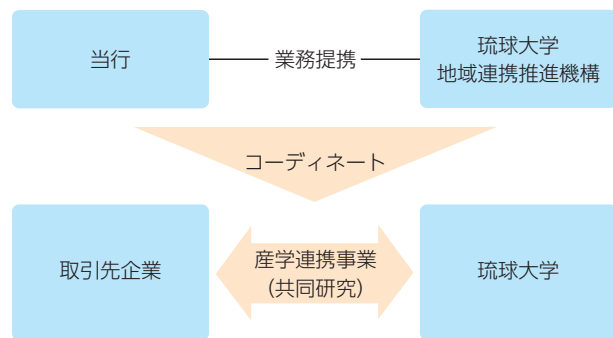 当行
業務提携
琉球大学
地域連携推進機構
コーディネート
取引先企業
産学連携事業
(共同研究)
琉球大学